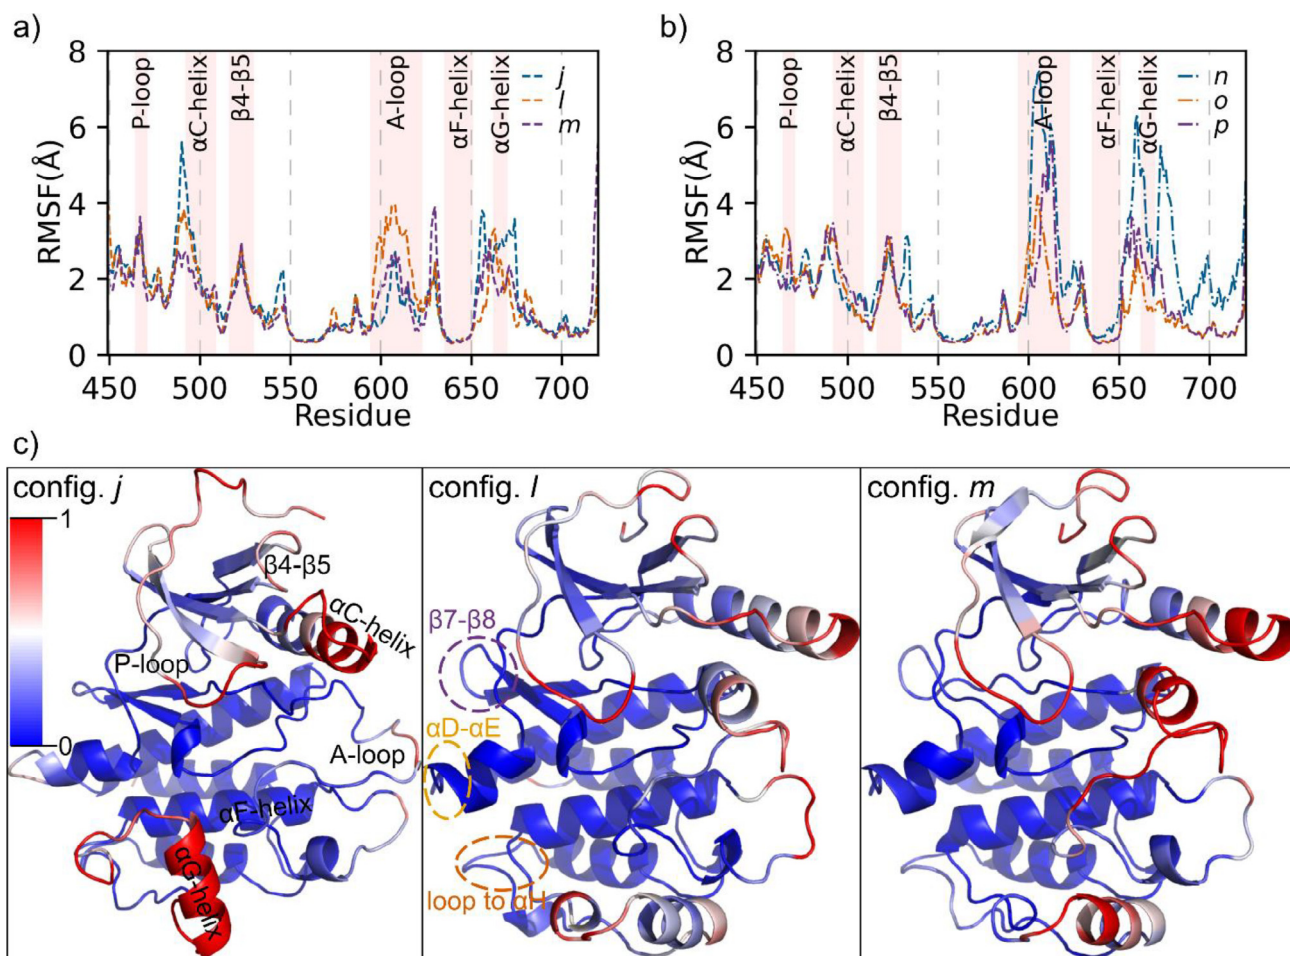 a)
8
6
4
2
0
RMSF(Å)
P-loop
αC-helix
β4-β5
A-loop
αF-helix
αG-helix
j
l
m
450 500 550 600 650 700
Residue
b)
8
6
4
2
0
RMSF(Å)
P-loop
αC-helix
β4-β5
A-loop
αF-helix
αG-helix
n
o
p
450 500 550 600 650 700
Residue
c)
config. j
1
0
β4-β5
αC-helix
P-loop
A-loop
αF-helix
αG-helix
config. l
β7-β8
αD-αE
loop to αH
config. m